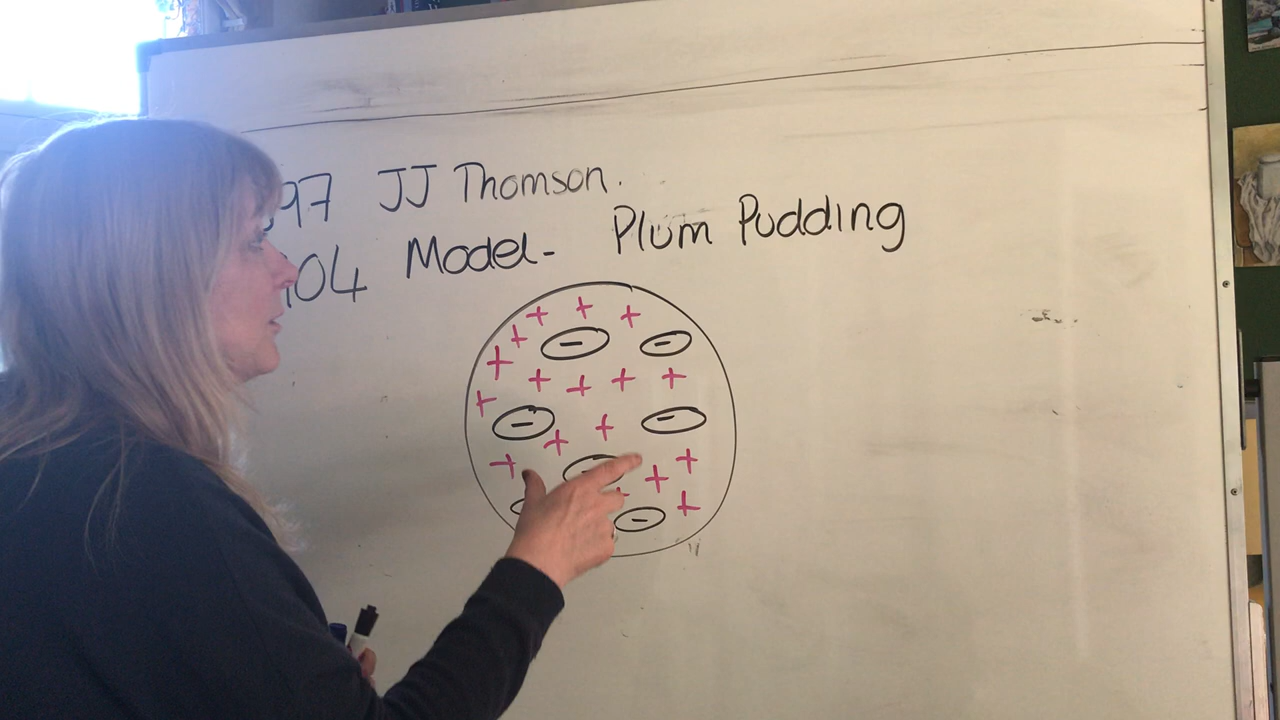 97 JJ Thomson.
04 Model- Plum Pudding
+ + +
+ - -
+ + + + +
+ - + -
+ +
+ + +
+
-